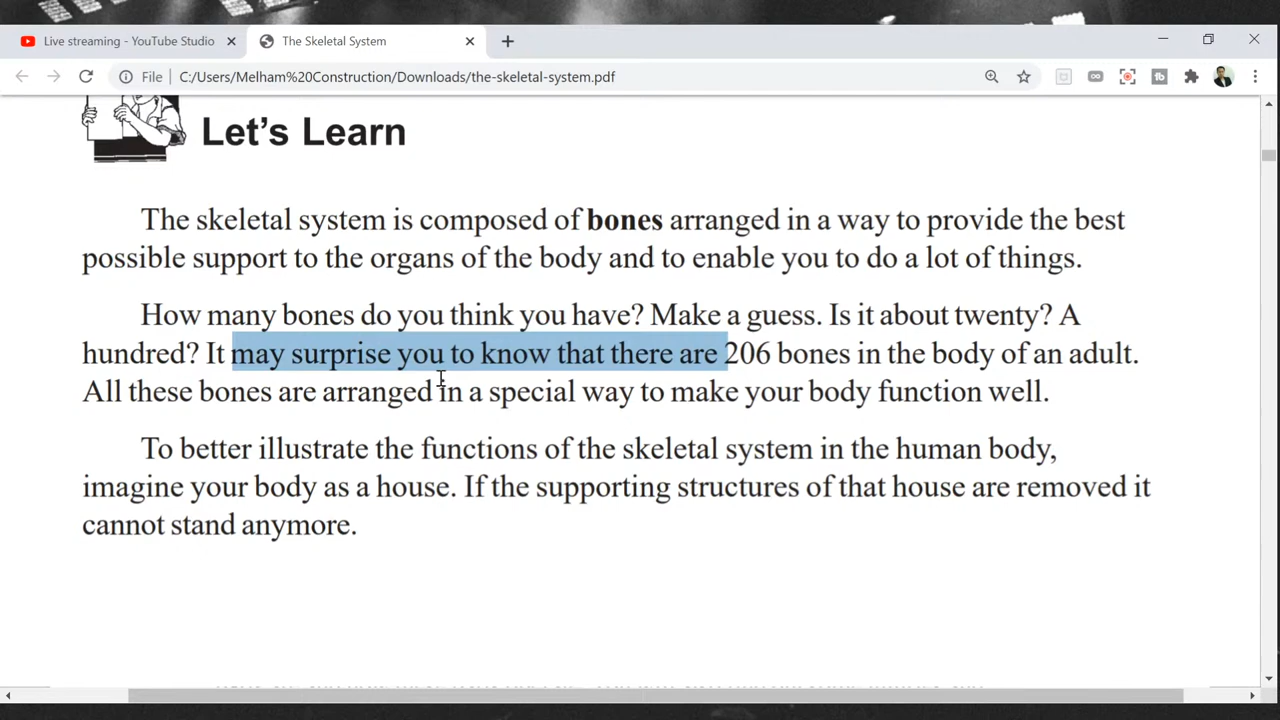 Live streaming - YouTube Studio
The Skeletal System
File
C:/Users/Melham%20Construction/Downloads/the-skeletal-system.pdf
Let's Learn
The skeletal system is composed of bones arranged in a way to provide the best
possible support to the organs of the body and to enable you to do a lot of things.
How many bones do you think you have? Make a guess. Is it about twenty? A
hundred? It may surprise you to know that there are 206 bones in the body of an adult.
All these bones are arranged in a special way to make your body function well.
To better illustrate the functions of the skeletal system in the human body,
imagine your body as a house. If the supporting structures of that house are removed it
cannot stand anymore.